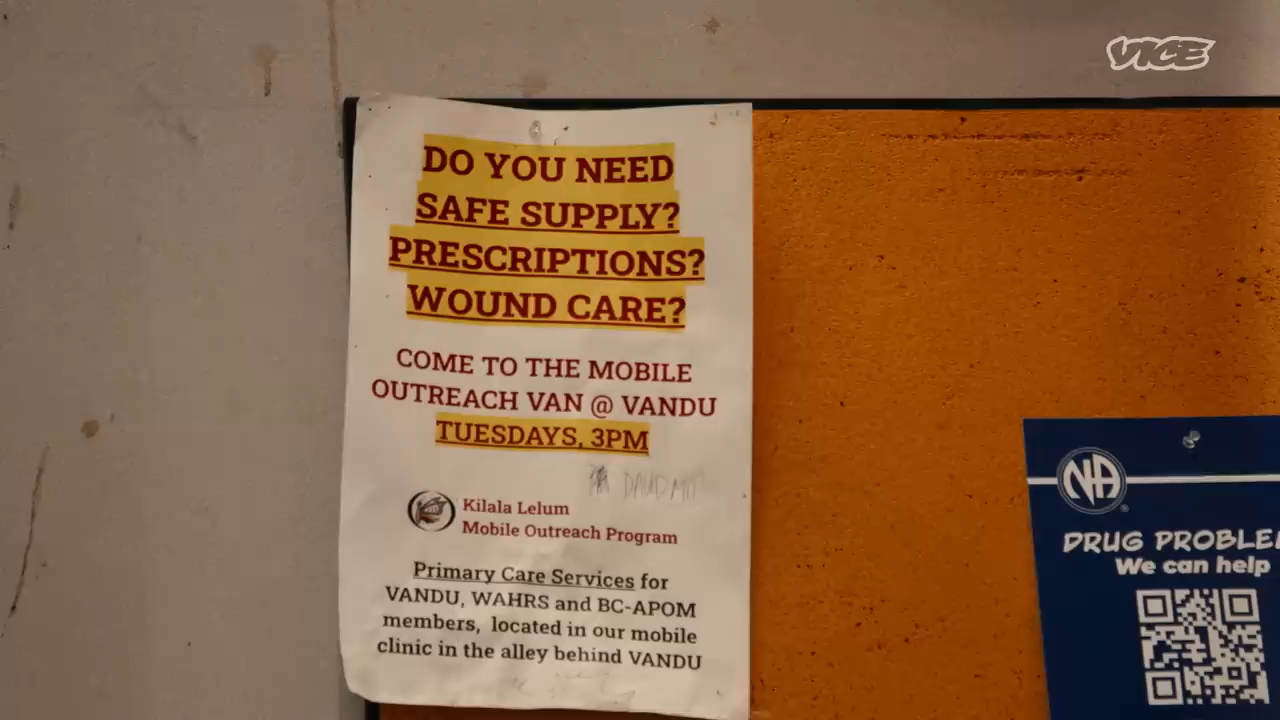 VICE
DO YOU NEED
SAFE SUPPLY?
PRESCRIPTIONS?
WOUND CARE?
COME TO THE MOBILE
OUTREACH VAN @ VANDU
TUESDAYS, 3PM
Kilala Lelum
Mobile Outreach Program
Primary Care Services for
VANDU, WAHRS and BC-APOM
members, located in our mobile
clinic in the alley behind VANDU
NA
DRUG PROBLE
We can help